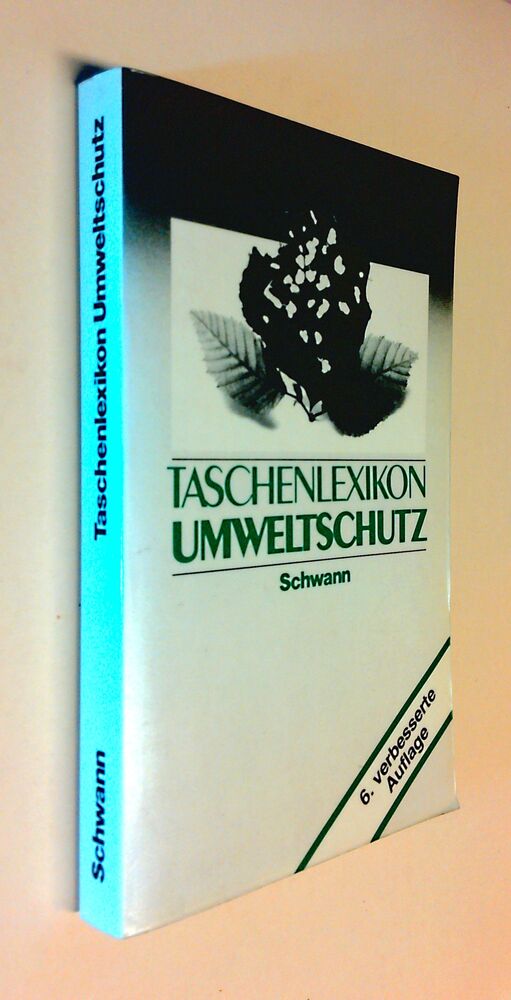 Taschenlexikon Umweltschutz
Schwann
TASCHENLEXIKON
UMWELTSCHUTZ
Schwann
6. verbesserte
Auflage